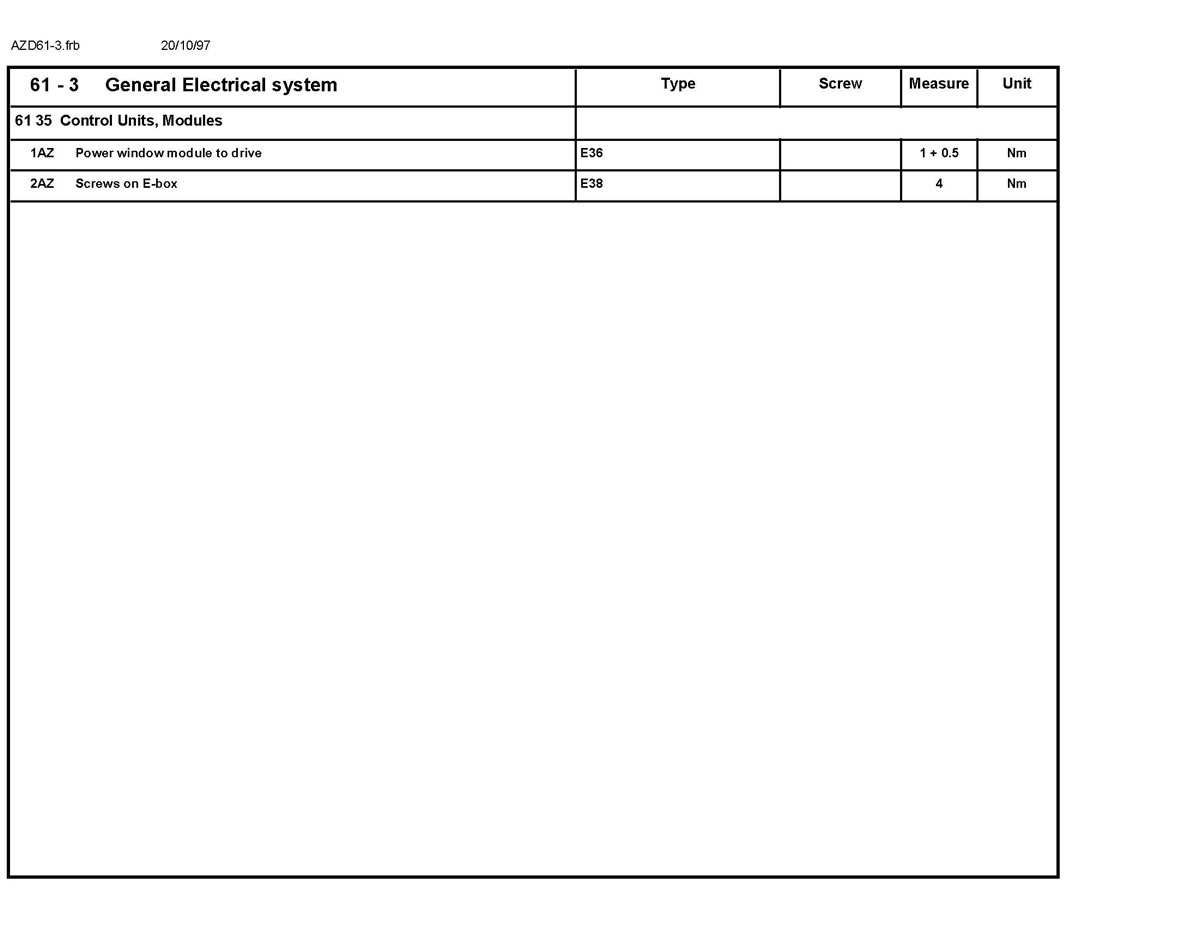 AZD61-3.frb 20/10/97
61 - 3 General Electrical system Type Screw Measure Unit
61 35 Control Units, Modules
1AZ Power window module to drive E36 1 + 0.5 Nm
2AZ Screws on E-box E38 4 Nm